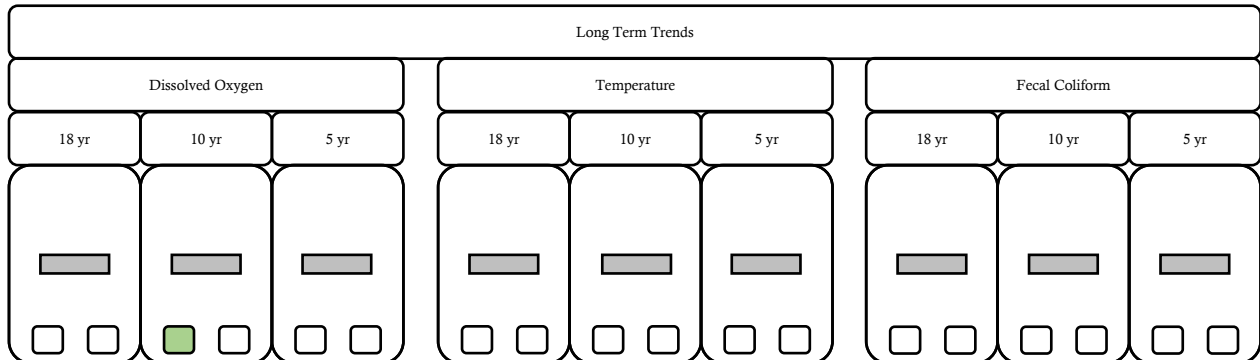 Long Term Trends
Dissolved Oxygen
Temperature
Fecal Coliform
18 yr
10 yr
5 yr
18 yr
10 yr
5 yr
18 yr
10 yr
5 yr